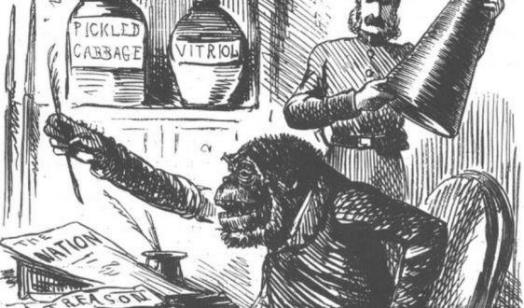 PICKLED
CABBAGE
VITRIOL
THE
NATION
REASON